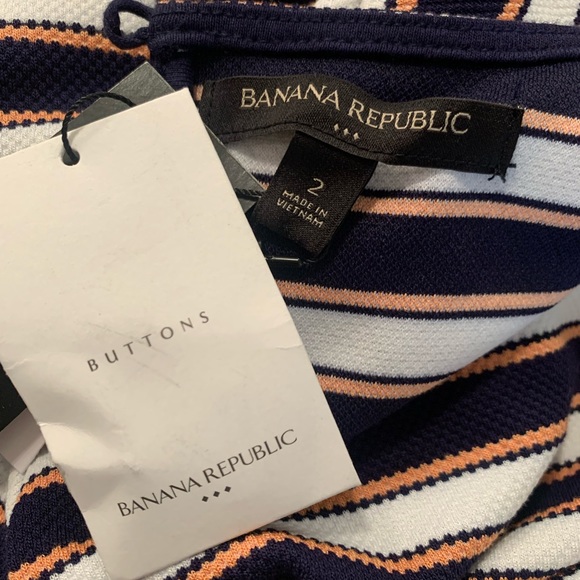 BANANA REPUBLIC
2
MADE IN
VIETNAM
BUTTONS
BANANA REPUBLIC